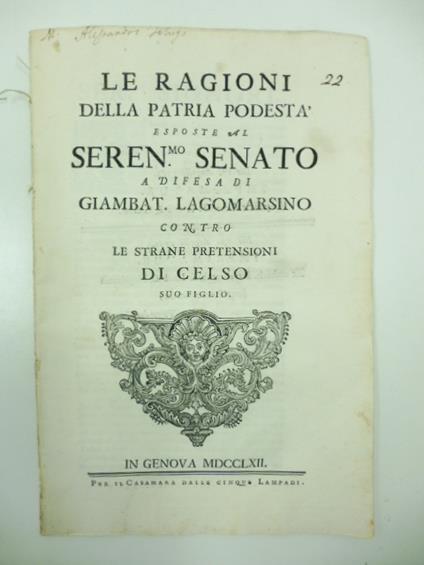 Alessandro
22
LE RAGIONI
DELLA PATRIA PODESTA'
ESPOSTE AL
SEREN.MO SENATO
A DIFESA DI
GIAMBAT. LAGOMARSINO
CONTRO
LE STRANE PRETENSIONI
DI CELSO
SUO FIGLIO.
IN GENOVA MDCCLXII.
PER IL CASAMARA DALLE CINQUE LAMPADI.